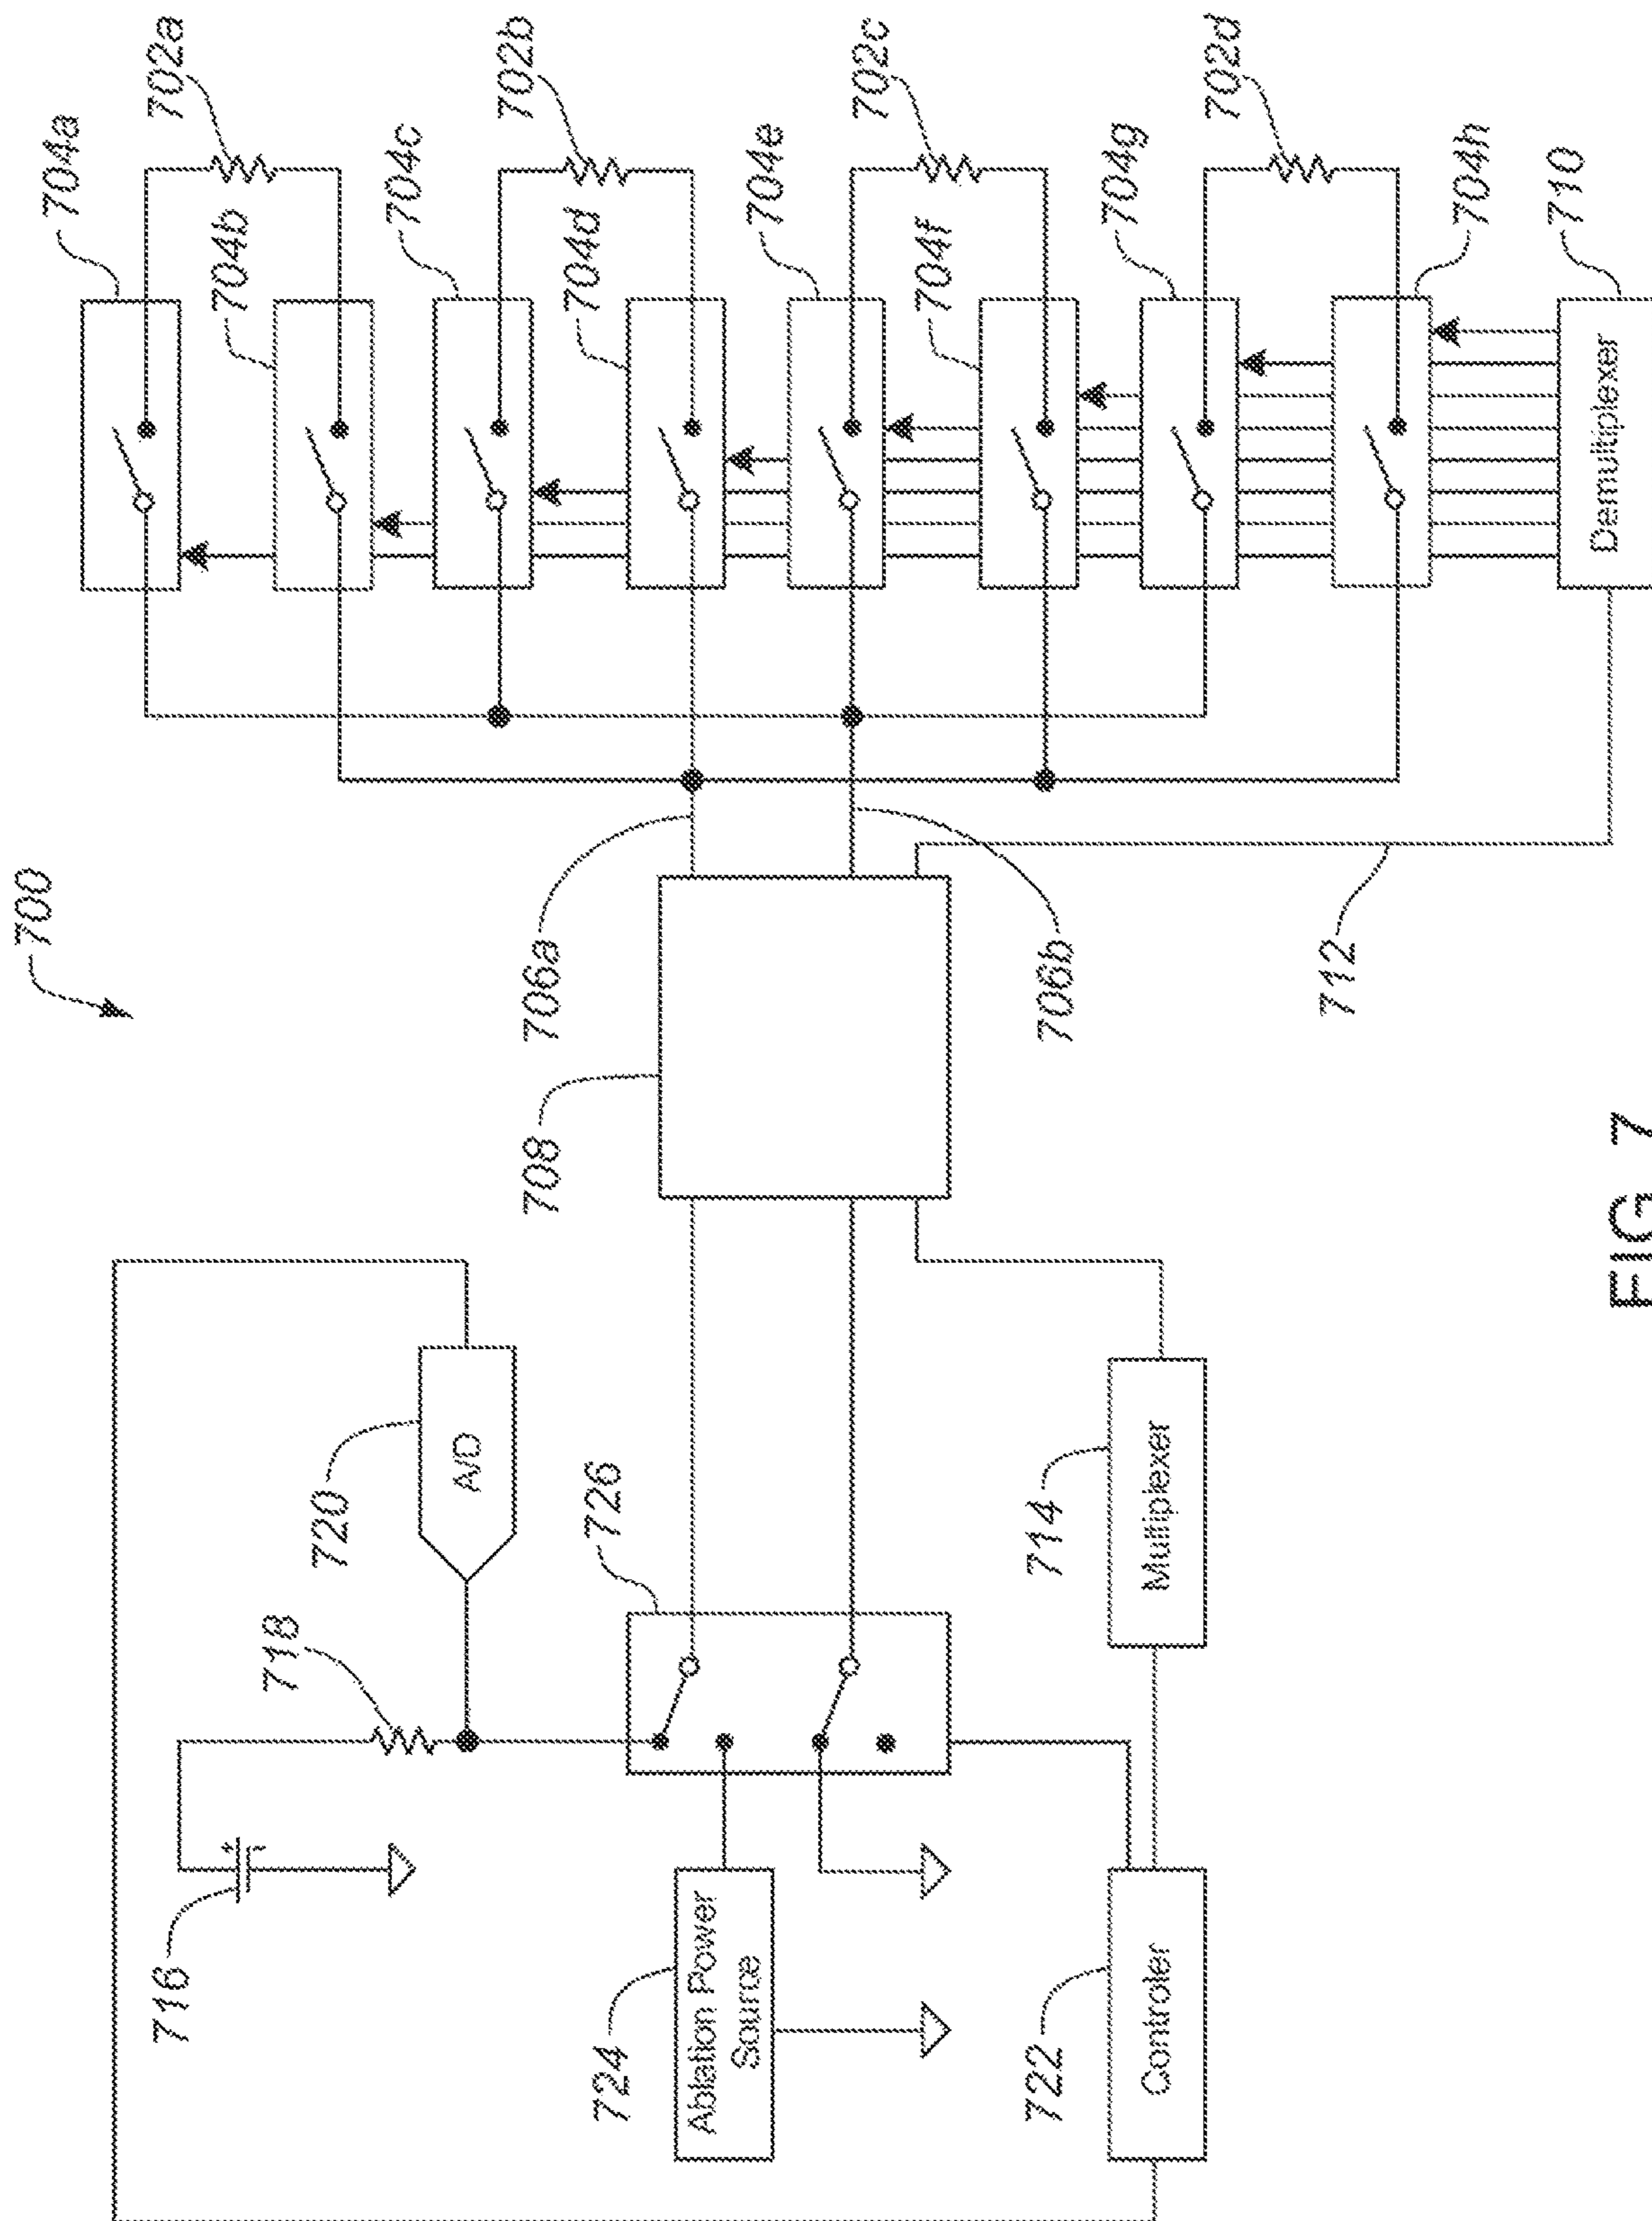 700
704a
702a
704b
704c
702b
704d
704e
702c
704f
704g
702d
704h
710
Demultiplexer
706a
706b
712
708
720
A/D
726
718
716
724
Ablation Power
Source
714
Multiplexer
722
Controler
+
-
FIG 7